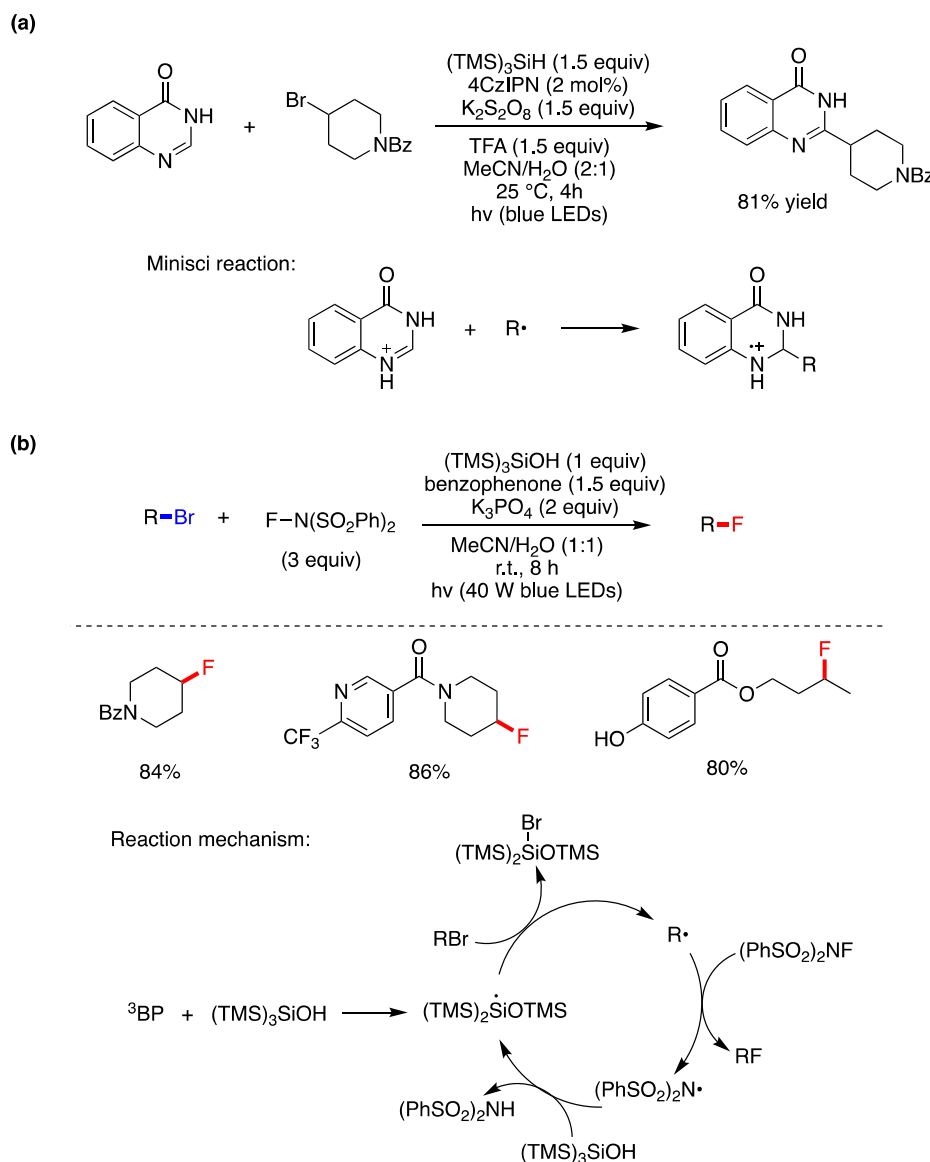 (a)
(TMS)₃SiH (1.5 equiv)
4CzIPN (2 mol%)
K₂S₂O₈ (1.5 equiv)
TFA (1.5 equiv)
MeCN/H₂O (2:1)
25 °C, 4h
hv (blue LEDs)
O
NH
N
+
Br
NBz
O
NH
N
NBz
81% yield
Minisci reaction:
O
NH
+
N
H
+
R•
O
NH
•+
N
H
R
(b)
R-Br
+
F-N(SO₂Ph)₂
(3 equiv)
(TMS)₃SiOH (1 equiv)
benzophenone (1.5 equiv)
K₃PO₄ (2 equiv)
MeCN/H₂O (1:1)
r.t., 8 h
hv (40 W blue LEDs)
R-F
F
BzN
84%
O
N
N
CF₃
F
86%
O
F
O
HO
80%
Reaction mechanism:
Br
(TMS)₂SiOTMS
RBr
R•
(PhSO₂)₂NF
³BP + (TMS)₃SiOH
•
(TMS)₂SiOTMS
RF
(PhSO₂)₂N•
(PhSO₂)₂NH
(TMS)₃SiOH